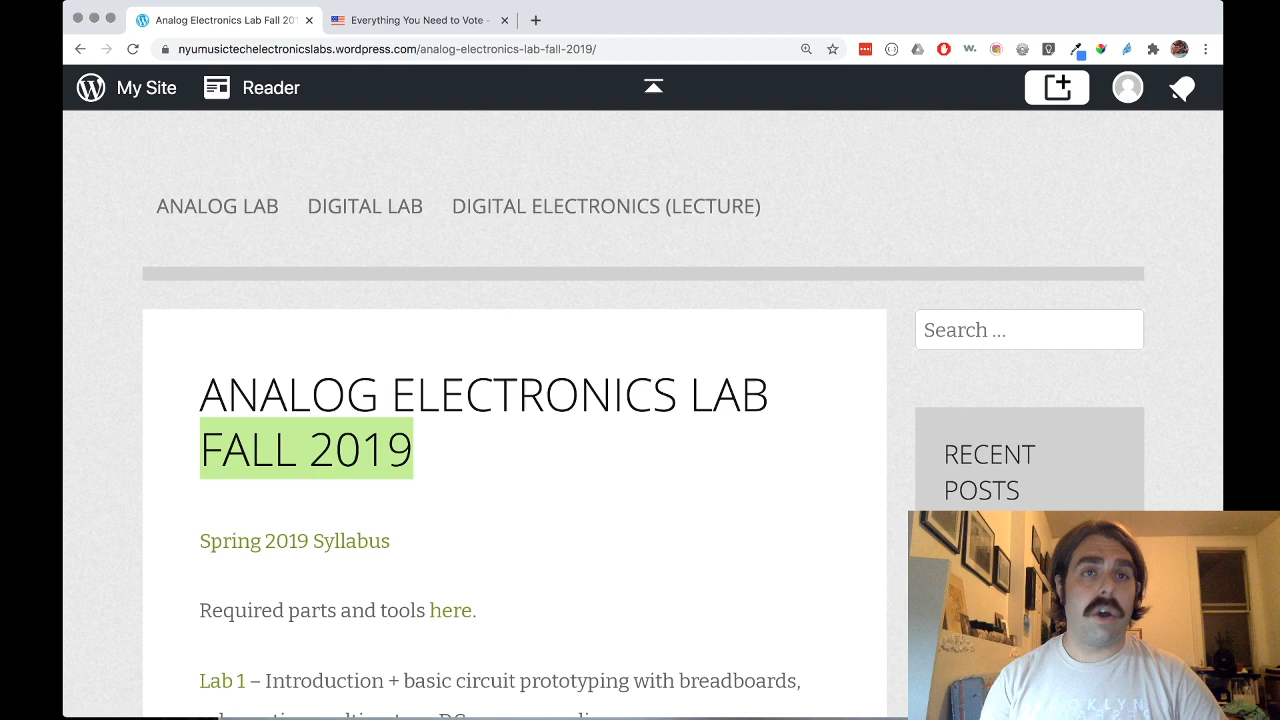 Analog Electronics Lab Fall 201
Everything You Need to Vote -
nyumusictechelectronicslabs.wordpress.com/analog-electronics-lab-fall-2019/
My Site
Reader
ANALOG LAB DIGITAL LAB DIGITAL ELECTRONICS (LECTURE)
ANALOG ELECTRONICS LAB
FALL 2019
Spring 2019 Syllabus
Required parts and tools here.
Lab 1 – Introduction + basic circuit prototyping with breadboards,
Search ...
RECENT
POSTS